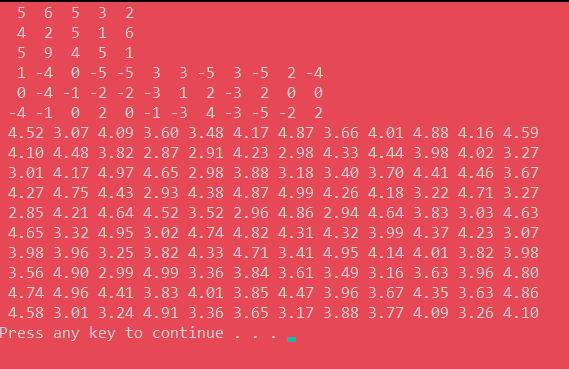 5 6 5 3 2
4 2 5 1 6
5 9 4 5 1
1 -4 0 -5 -5 3 3 -5 3 -5 2 -4
0 -4 -1 -2 -2 -3 1 2 -3 2 0 0
-4 -1 0 2 0 -1 -3 4 -3 -5 -2 2
4.52 3.07 4.09 3.60 3.48 4.17 4.87 3.66 4.01 4.88 4.16 4.59
4.10 4.48 3.82 2.87 2.91 4.23 2.98 4.33 4.44 3.98 4.02 3.27
3.01 4.17 4.97 4.65 2.98 3.88 3.18 3.40 3.70 4.41 4.46 3.67
4.27 4.75 4.43 2.93 4.38 4.87 4.99 4.26 4.18 3.22 4.71 3.27
2.85 4.21 4.64 4.52 3.52 2.96 4.86 2.94 4.64 3.83 3.03 4.63
4.65 3.32 4.95 3.02 4.74 4.82 4.31 4.32 3.99 4.37 4.23 3.07
3.98 3.96 3.25 3.82 4.33 4.71 3.41 4.95 4.14 4.01 3.82 3.98
3.56 4.90 2.99 4.99 3.36 3.84 3.61 3.49 3.16 3.63 3.96 4.80
4.74 4.96 4.41 3.83 4.01 3.85 4.47 3.96 3.67 4.35 3.63 4.86
4.58 3.01 3.24 4.91 3.36 3.65 3.17 3.88 3.77 4.09 3.26 4.10
Press any key to continue . . .